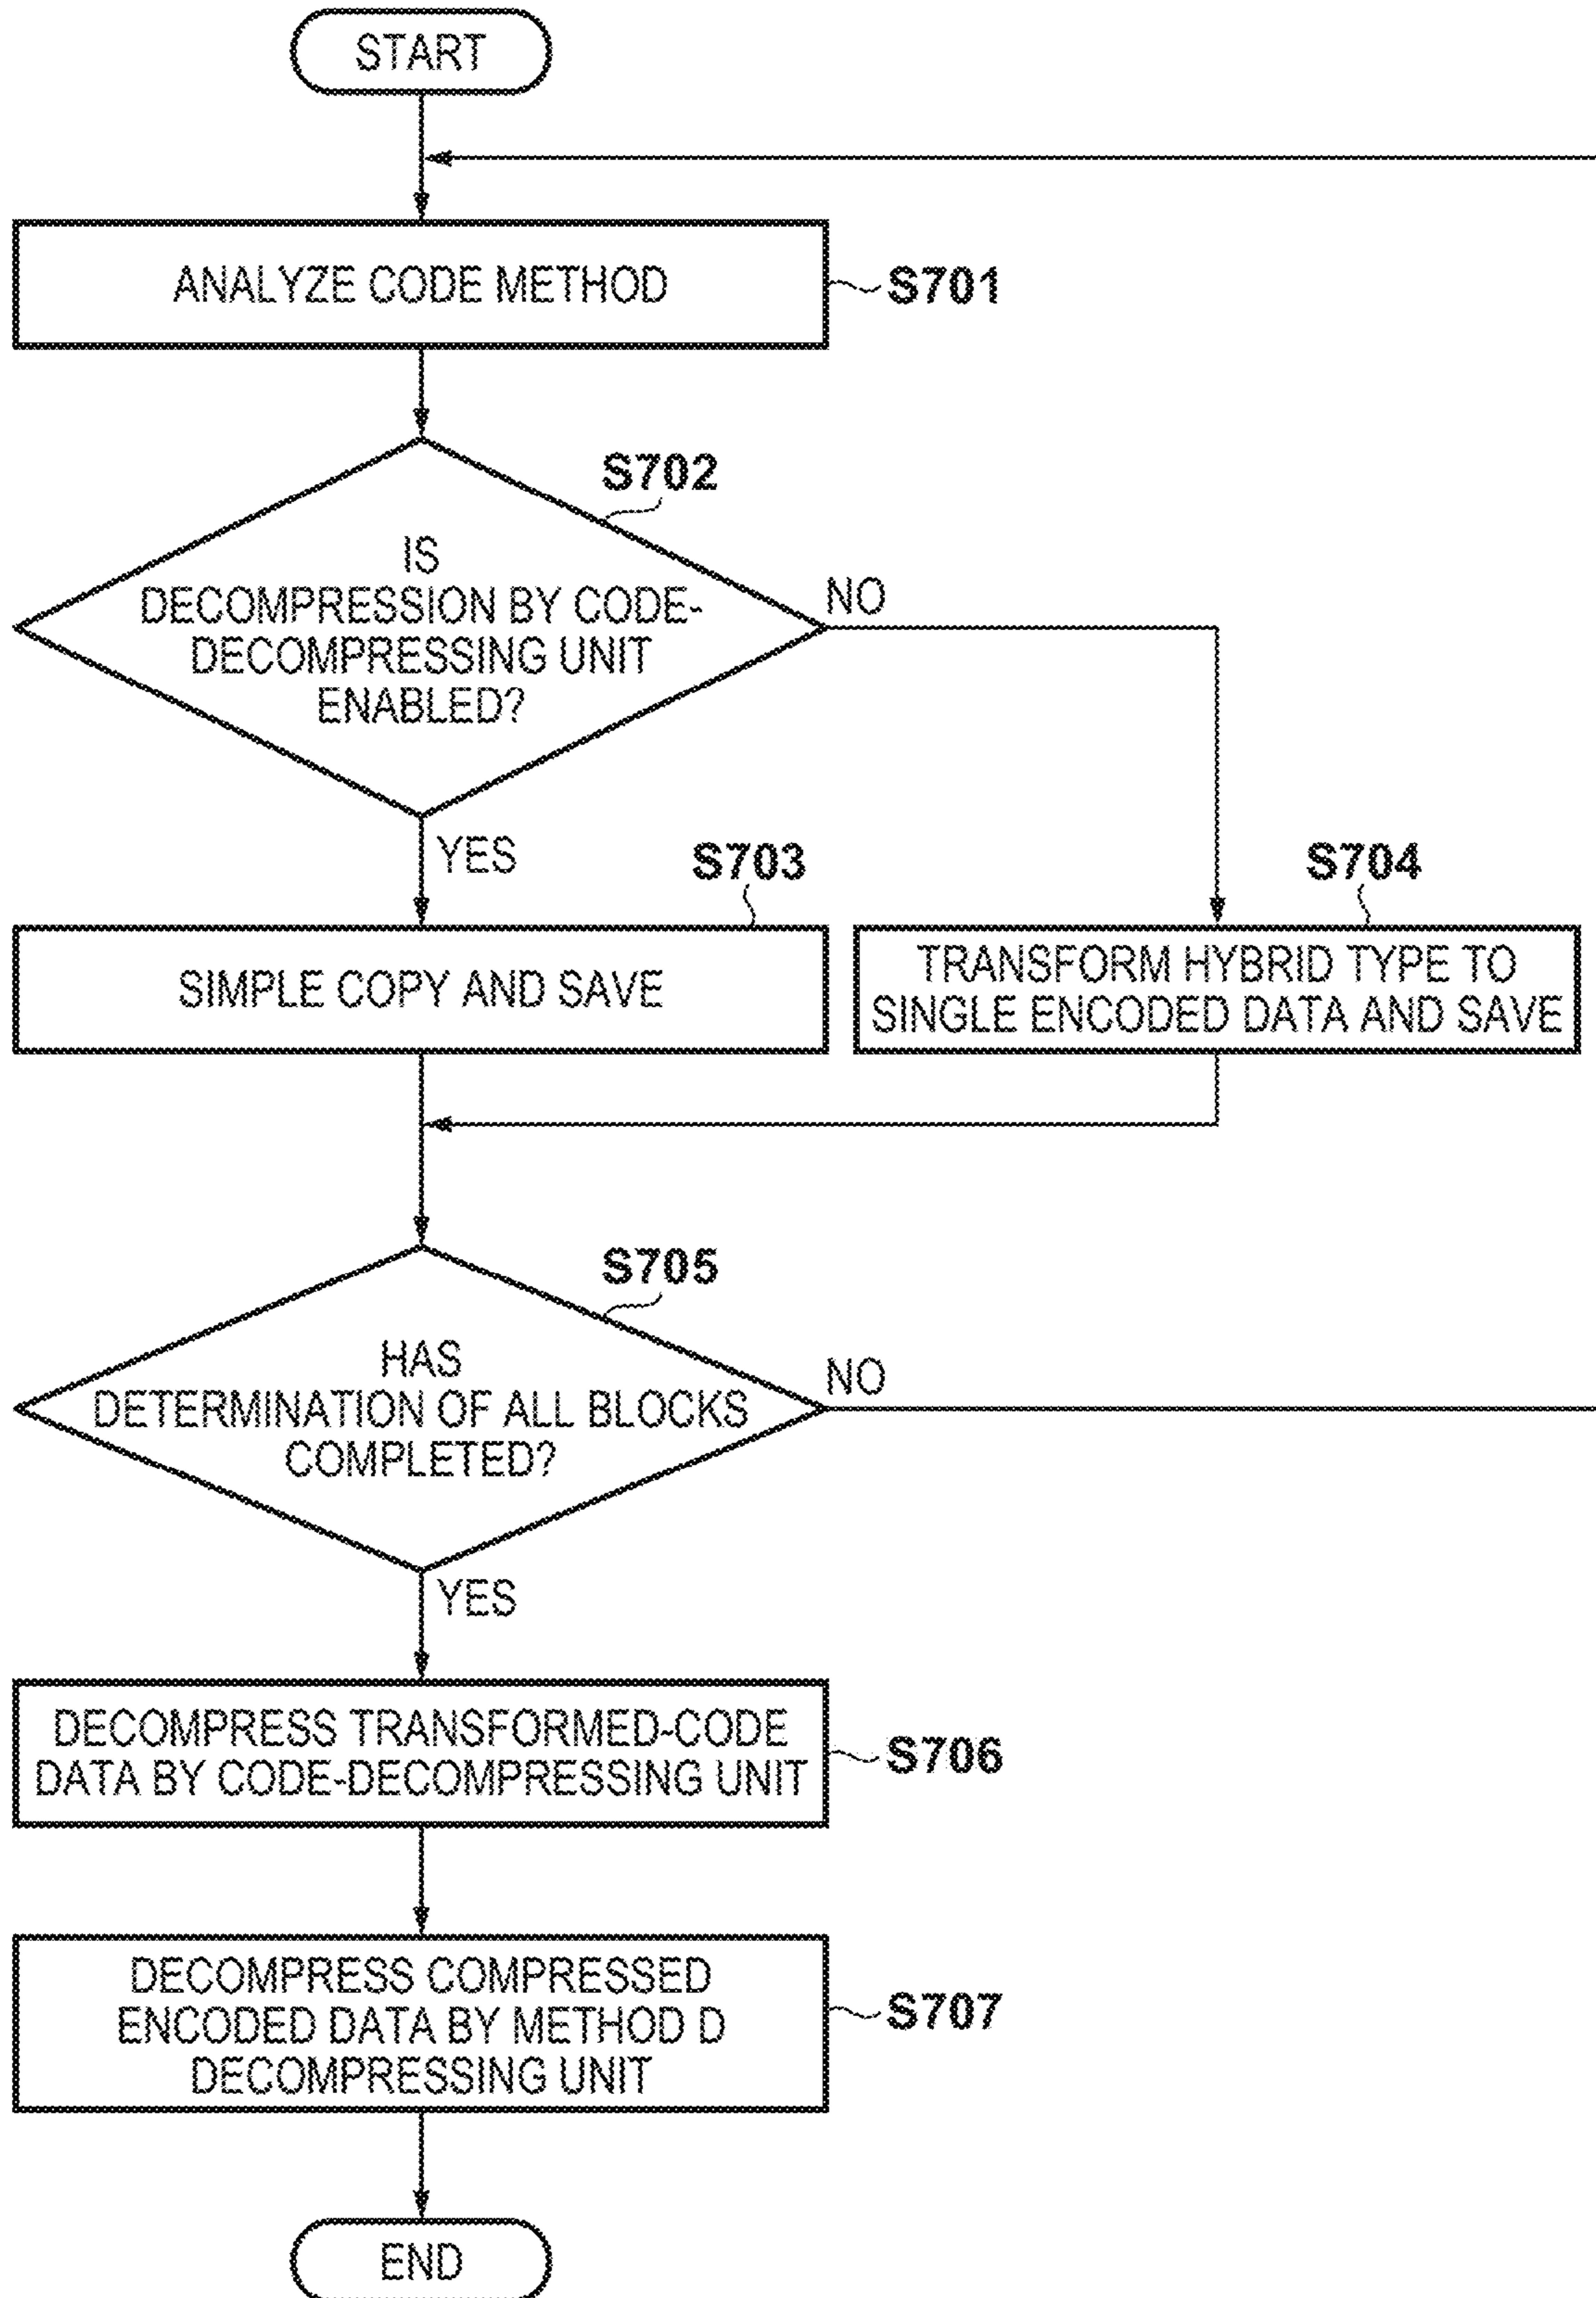 START
ANALYZE CODE METHOD
S701
S702
IS
DECOMPRESSION BY CODE-
DECOMPRESSING UNIT
ENABLED?
NO
YES
S703
SIMPLE COPY AND SAVE
S704
TRANSFORM HYBRID TYPE TO
SINGLE ENCODED DATA AND SAVE
S705
HAS
DETERMINATION OF ALL BLOCKS
COMPLETED?
NO
YES
DECOMPRESS TRANSFORMED-CODE
DATA BY CODE-DECOMPRESSING UNIT
S706
DECOMPRESS COMPRESSED
ENCODED DATA BY METHOD D
DECOMPRESSING UNIT
S707
END